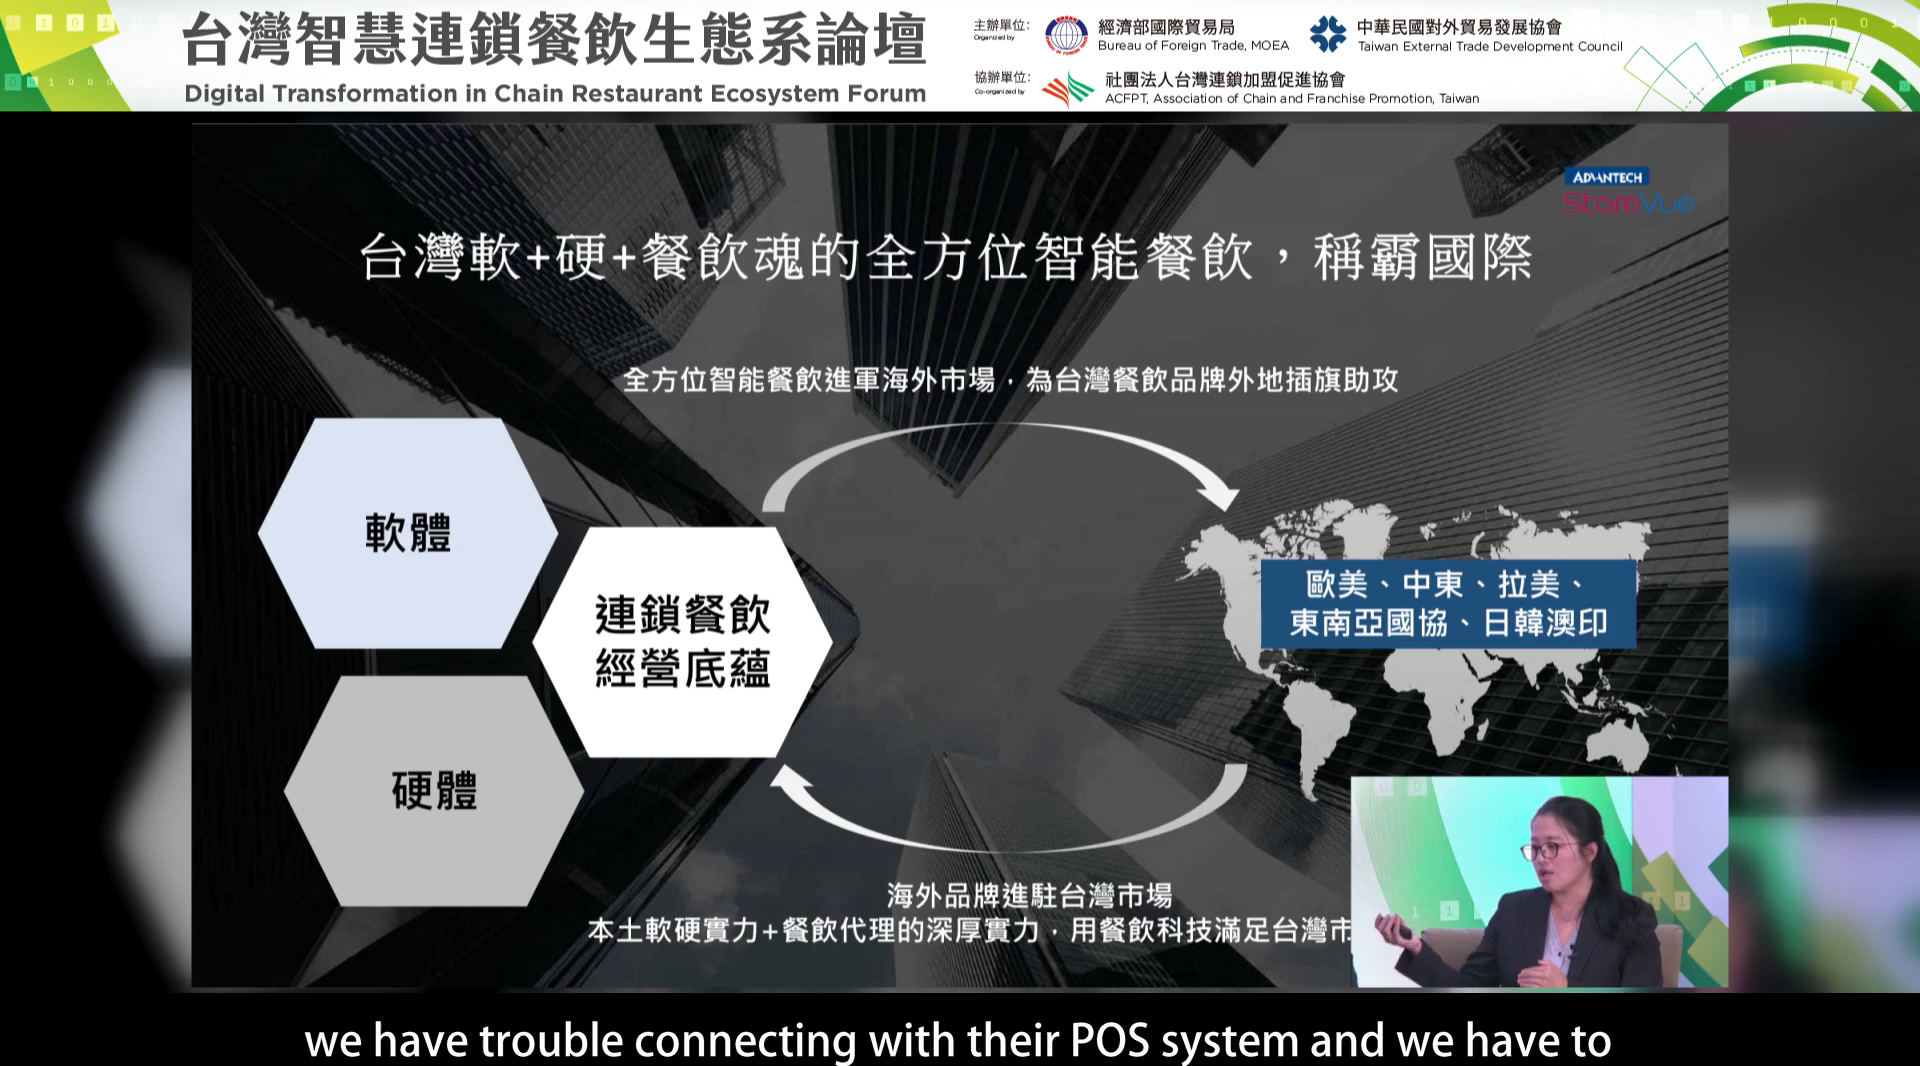 台灣智慧連鎖餐飲生態系論壇
Digital Transformation in Chain Restaurant Ecosystem Forum
主辦單位:
Organized by
經濟部國際貿易局
Bureau of Foreign Trade, MOEA
中華民國對外貿易發展協會
Taiwan External Trade Development Council
協辦單位:
Co-organized by
社團法人台灣連鎖加盟促進協會
ACFPT, Association of Chain and Franchise Promotion, Taiwan
ADVANTECH
StoreVue
台灣軟+硬+餐飲魂的全方位智能餐飲，稱霸國際
全方位智能餐飲進軍海外市場，為台灣餐飲品牌外地插旗助攻
軟體
連鎖餐飲
經營底蘊
硬體
歐美、中東、拉美、
東南亞國協、日韓澳印
海外品牌進駐台灣市場
本土軟硬實力+餐飲代理的深厚實力，用餐飲科技滿足台灣市
we have trouble connecting with their POS system and we have to